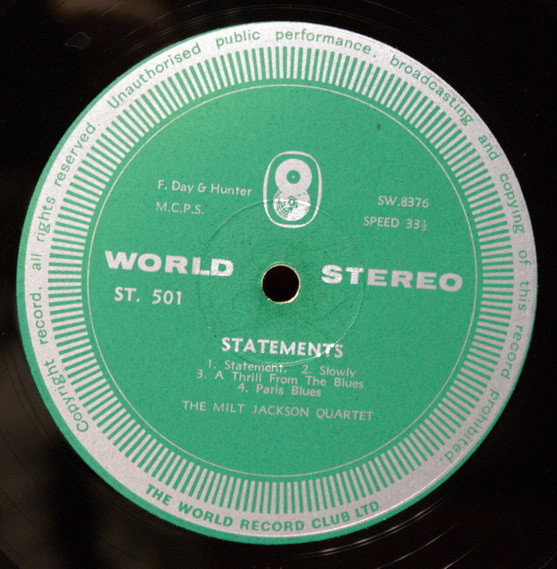 Copyright record. all rights reserved. Unauthorised public performance, broadcasting and copying of this record prohibited.
F. Day & Hunter
M.C.P.S.
SW.8376
SPEED 33⅓
WORLD STEREO
ST. 501
STATEMENTS
1. Statement. 2. Slowly
3. A Thrill From The Blues
4. Paris Blues
THE MILT JACKSON QUARTET
THE WORLD RECORD CLUB LTD